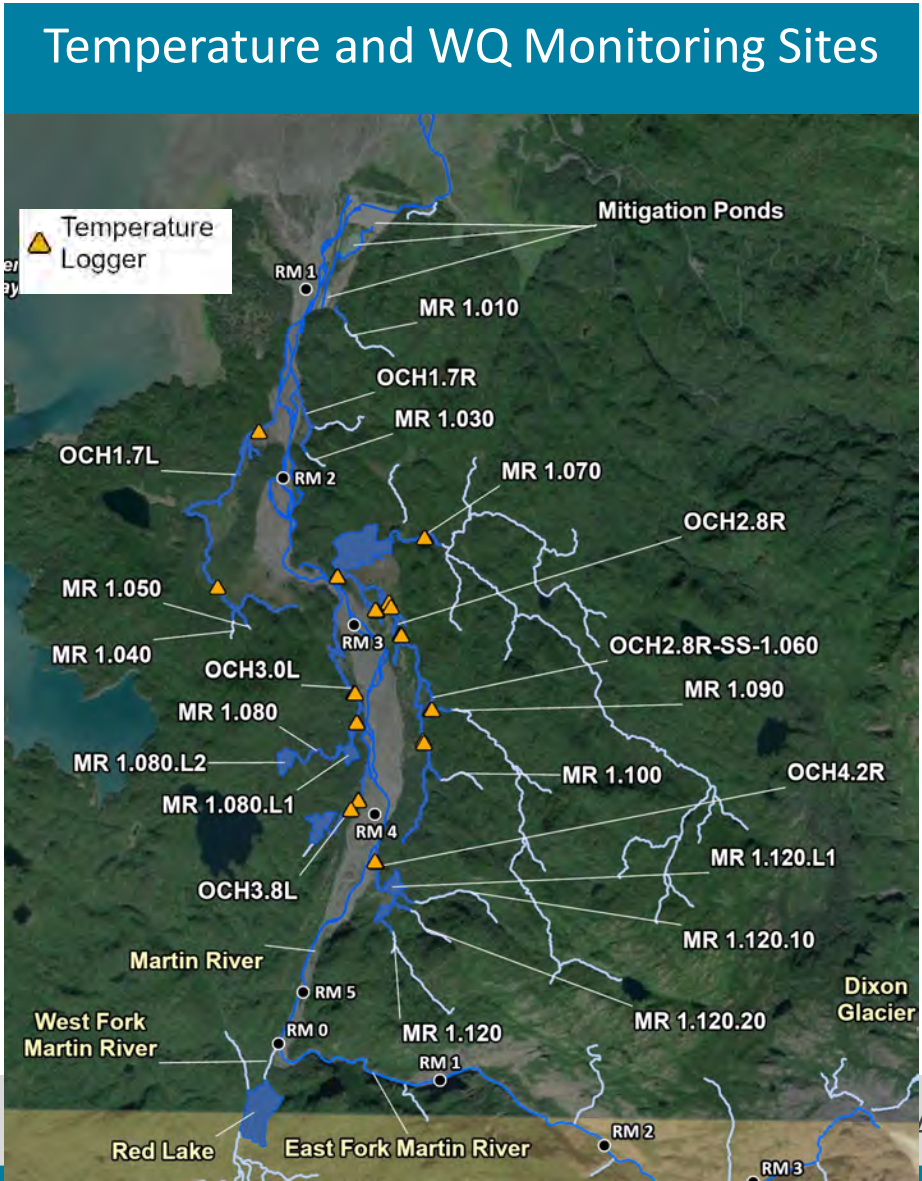 Temperature and WQ Monitoring Sites
Mitigation Ponds
Temperature
Logger
RM 1
MR 1.010
OCH1.7R
MR 1.030
OCH1.7L
RM 2
MR 1.070
OCH2.8R
MR 1.050
MR 1.040
RM 3
OCH2.8R-SS-1.060
OCH3.0L
MR 1.090
MR 1.080
MR 1.080.L2
MR 1.100
OCH4.2R
MR 1.080.L1
RM 4
MR 1.120.L1
OCH3.8L
MR 1.120.10
Martin River
Dixon
Glacier
RM 5
MR 1.120.20
West Fork
Martin River
RM 0
MR 1.120
RM 1
RM 2
Red Lake
East Fork Martin River
RM 3